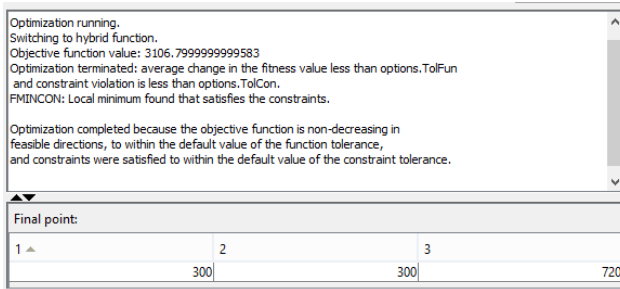 Optimization running.
Switching to hybrid function.
Objective function value: 3106.7999999999583
Optimization terminated: average change in the fitness value less than options.TolFun
and constraint violation is less than options.TolCon.
FMINCON: Local minimum found that satisfies the constraints.
Optimization completed because the objective function is non-decreasing in
feasible directions, to within the default value of the function tolerance,
and constraints were satisfied to within the default value of the constraint tolerance.
Final point:
1 2 3
300 300 720